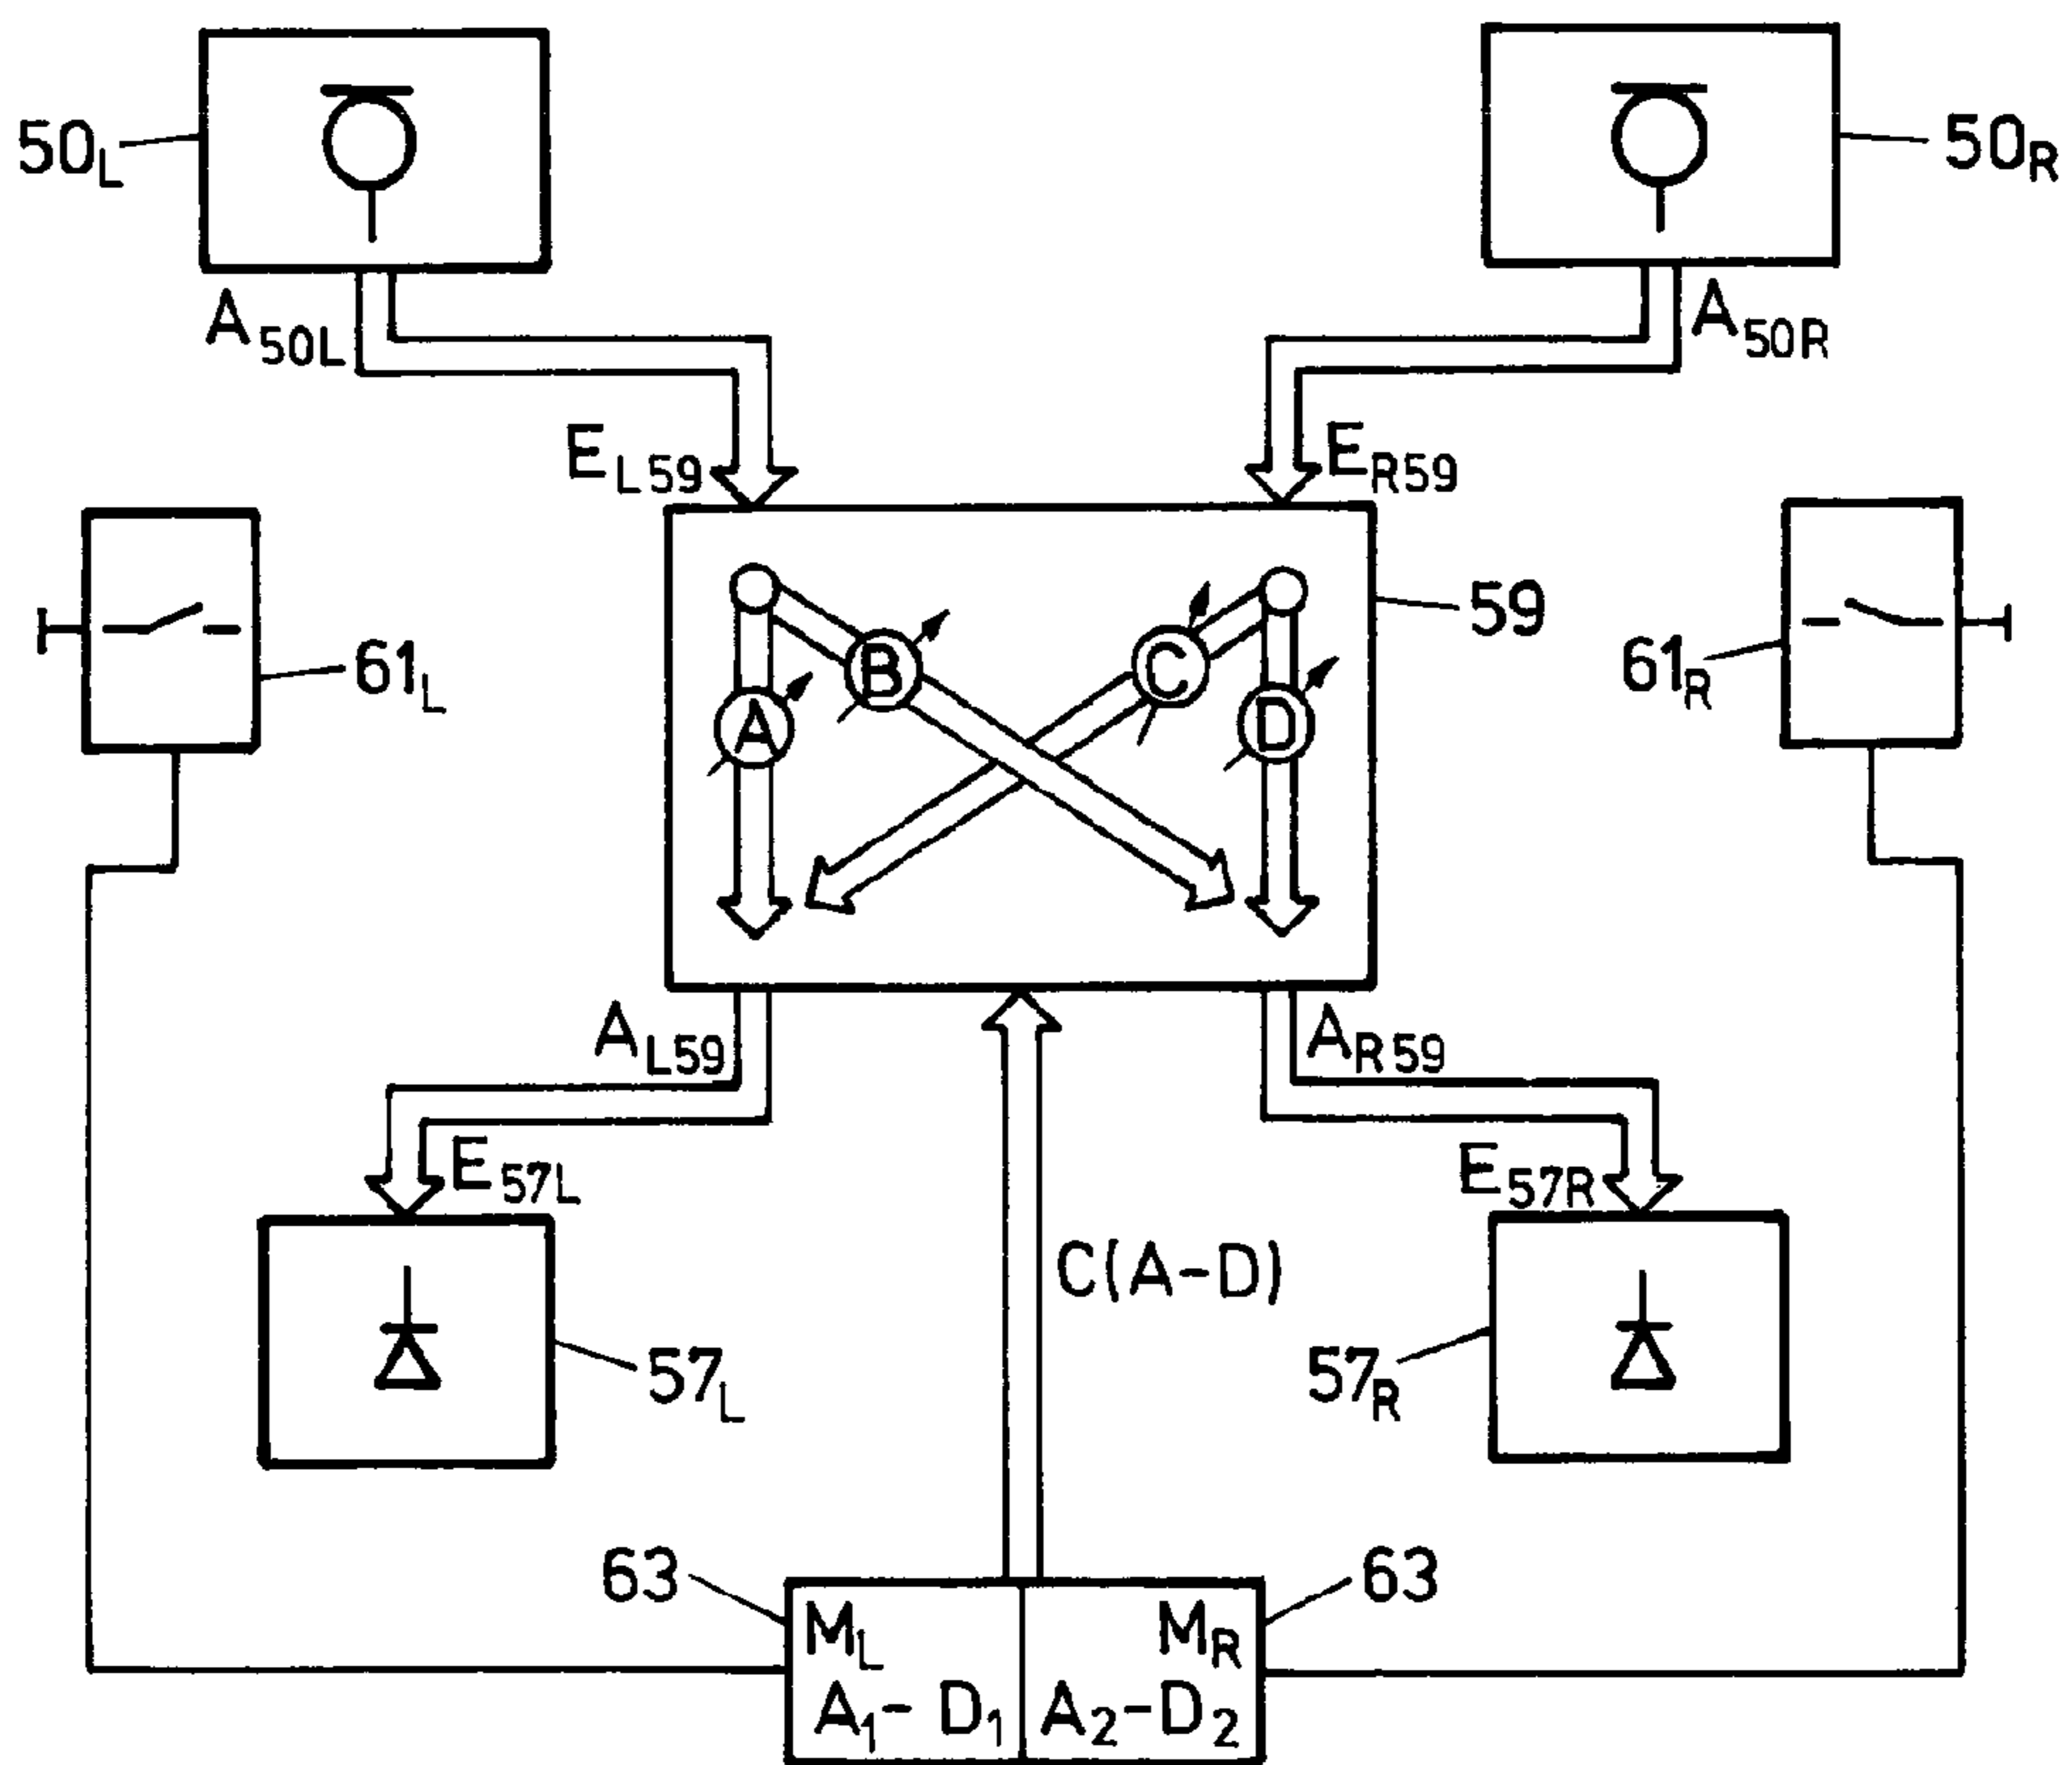 50L
50R
A50L
A50R
EL59
ER59
59
61L
61R
B
C
A
D
AL59
AR59
E57L
E57R
C(A-D)
57L
57R
63
63
ML
MR
A1- D1
A2-D2